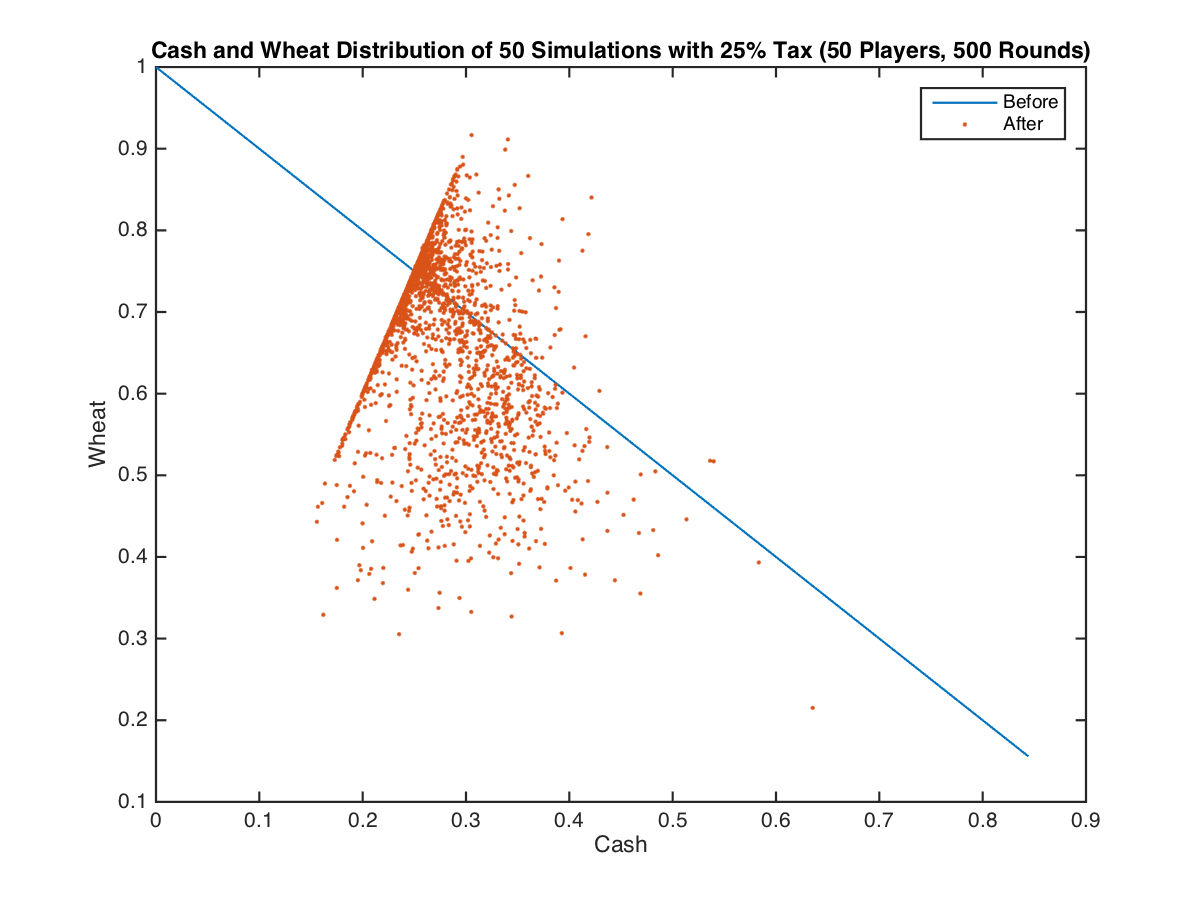 Cash and Wheat Distribution of 50 Simulations with 25% Tax (50 Players, 500 Rounds)
Before
After
1
0.9
0.8
0.7
0.6
0.5
0.4
0.3
0.2
0.1
Wheat
0 0.1 0.2 0.3 0.4 0.5 0.6 0.7 0.8 0.9
Cash